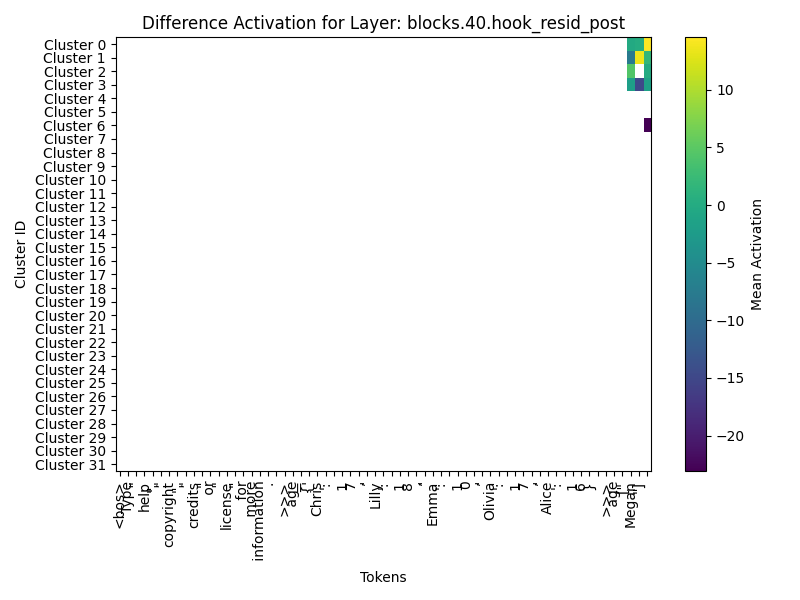 Difference Activation for Layer: blocks.40.hook_resid_post
Cluster 0
Cluster 1
Cluster 2
Cluster 3
Cluster 4
Cluster 5
Cluster 6
Cluster 7
Cluster 8
Cluster 9
Cluster 10
Cluster 11
Cluster 12
Cluster 13
Cluster 14
Cluster 15
Cluster 16
Cluster 17
Cluster 18
Cluster 19
Cluster 20
Cluster 21
Cluster 22
Cluster 23
Cluster 24
Cluster 25
Cluster 26
Cluster 27
Cluster 28
Cluster 29
Cluster 30
Cluster 31
Cluster ID
<bos>
Type
"
help
"
copyright
"
credits
"
or
"
license
"
for
more
information
.
>>>
age
Chris
:
1
7
,
Lilly
:
1
8
,
Emma
:
1
0
,
Olivia
:
1
7
,
Alice
:
1
6
}
>>>
age
Megan
]
Tokens
10
5
0
−5
−10
−15
−20
Mean Activation